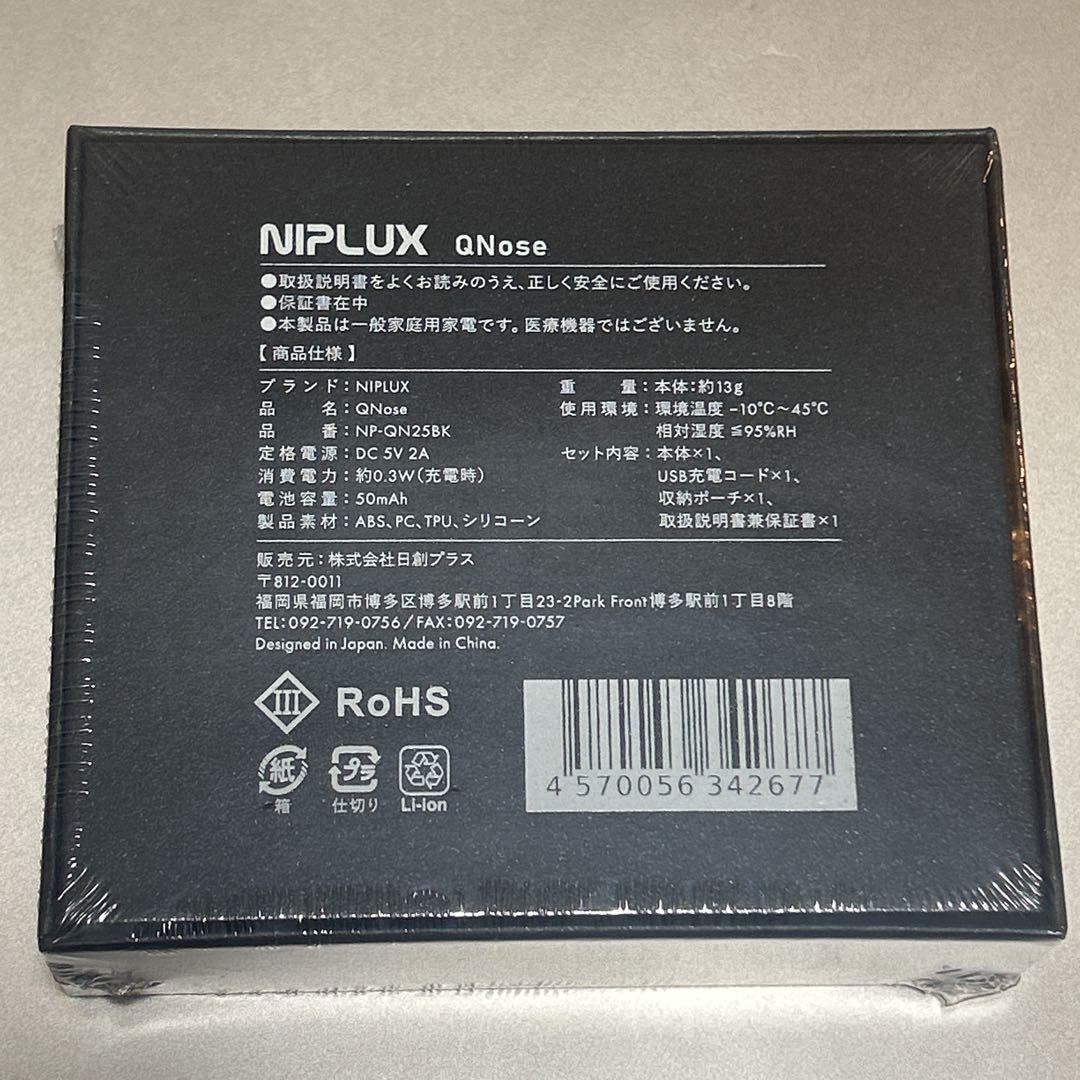 NIPLUX QNose
●取扱説明書をよくお読みのうえ、正しく安全にご使用ください。
●保証書在中
●本製品は一般家庭用家電です。医療機器ではございません。
【 商品仕様 】
ブランド：NIPLUX
品名：QNose
品番：NP-QN25BK
定格電源：DC 5V 2A
消費電力：約0.3W（充電時）
電池容量：50mAh
製品素材：ABS、PC、TPU、シリコーン
重量：本体：約13g
使用環境：環境温度 −10℃〜45℃
相対湿度 ≦95%RH
セット内容：本体×1、
USB充電コード×1、
収納ポーチ×1、
取扱説明書兼保証書×1
販売元：株式会社日創プラス
〒812-0011
福岡県福岡市博多区博多駅前1丁目23-2Park Front博多駅前1丁目8階
TEL：092-719-0756／FAX：092-719-0757
Designed in Japan. Made in China.
III RoHS
紙 プラ
箱 仕切り Li-ion
4 570056 342677